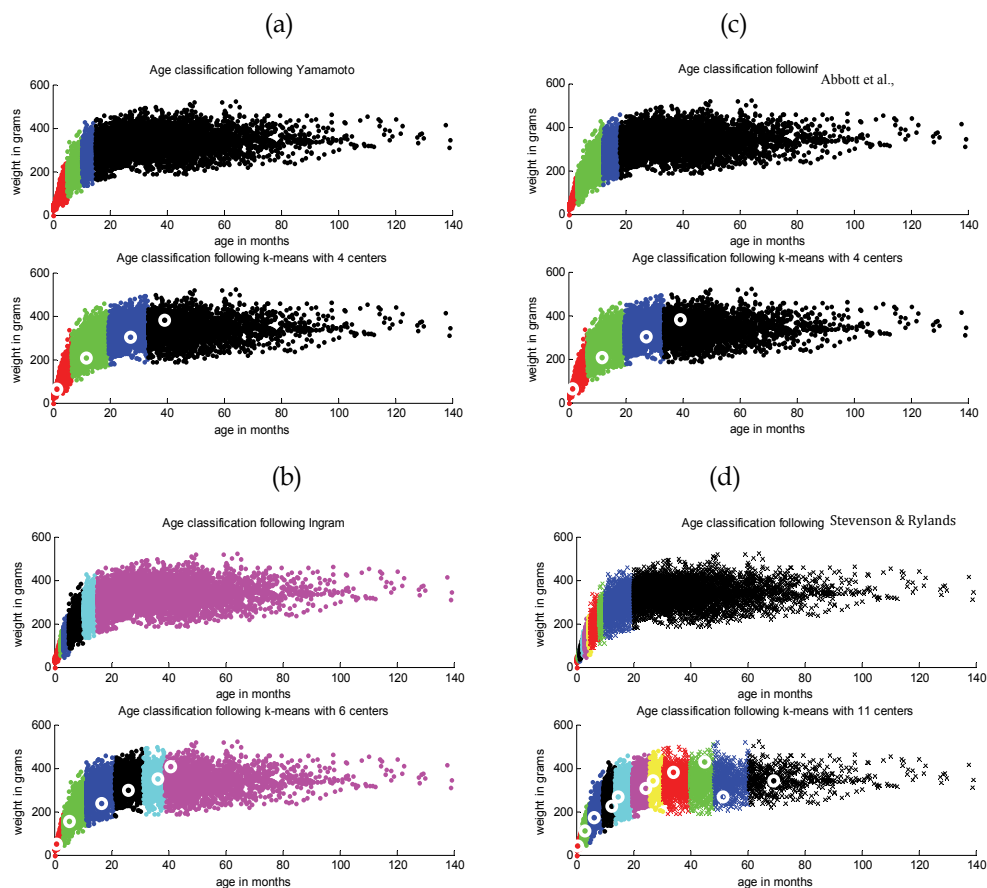 (a)
Age classification following Yamamoto
600
400
200
0
weight in grams
0 20 40 60 80 100 120 140
age in months
Age classification following k-means with 4 centers
600
400
200
0
weight in grams
0 20 40 60 80 100 120 140
age in months
(c)
Age classification followinf Abbott et al.,
600
400
200
0
weight in grams
0 20 40 60 80 100 120 140
age in months
Age classification following k-means with 4 centers
600
400
200
0
weight in grams
0 20 40 60 80 100 120 140
age in months
(b)
Age classification following Ingram
600
400
200
0
weight in grams
0 20 40 60 80 100 120 140
age in months
Age classification following k-means with 6 centers
600
400
200
0
weight in grams
0 20 40 60 80 100 120 140
age in months
(d)
Age classification following Stevenson & Rylands
600
400
200
0
weight in grams
0 20 40 60 80 100 120 140
age in months
Age classification following k-means with 11 centers
600
400
200
0
weight in grams
0 20 40 60 80 100 120 140
age in months